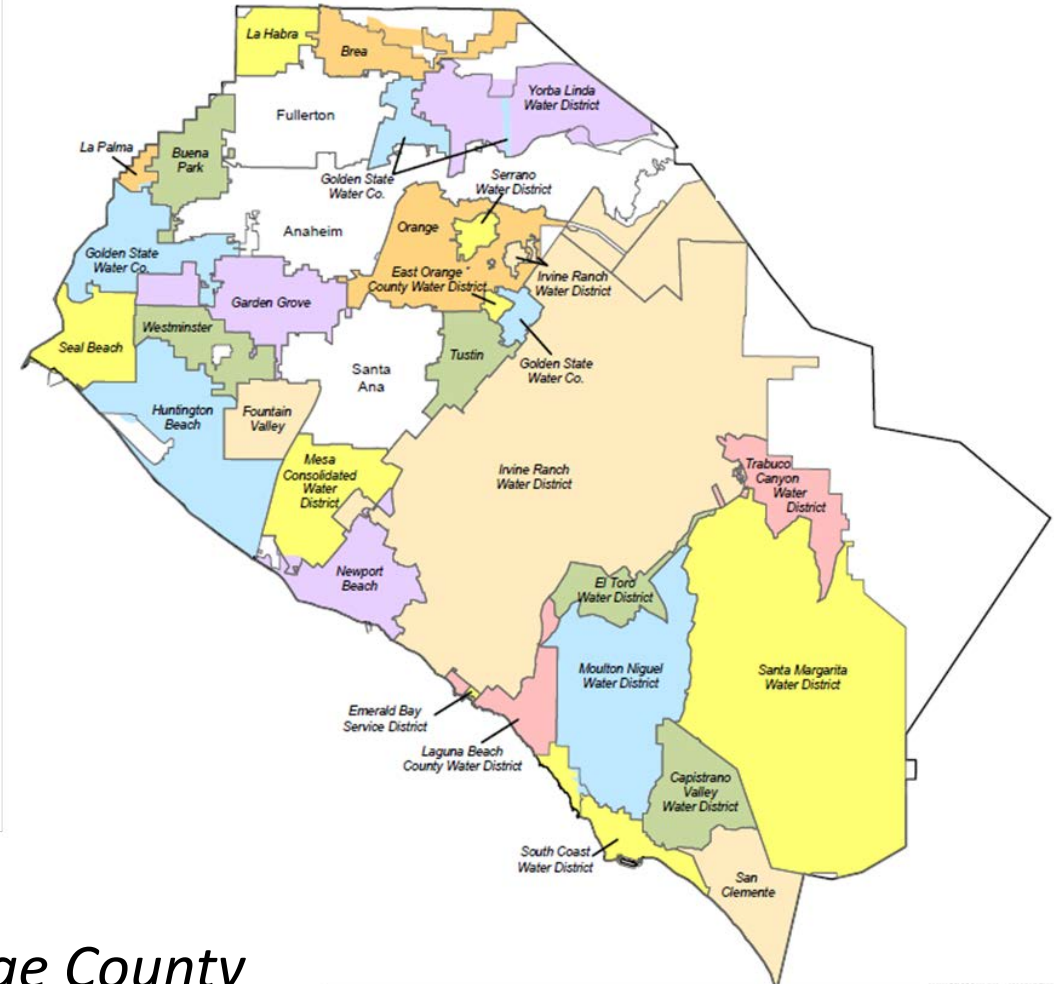 La Habra
Brea
Yorba Linda
Water District
Fullerton
La Palma
Buena
Park
Golden State
Water Co.
Serrano
Water District
Orange
Anaheim
Golden State
Water Co.
East Orange
County Water District
Irvine Ranch
Water District
Garden Grove
Westminster
Seal Beach
Tustin
Golden State
Water Co.
Santa
Ana
Huntington
Beach
Fountain
Valley
Mesa
Consolidated
Water
District
Irvine Ranch
Water District
Trabuco
Canyon
Water
District
Newport
Beach
El Toro
Water District
Moulton Niguel
Water District
Santa Margarita
Water District
Emerald Bay
Service District
Laguna Beach
County Water District
Capistrano
Valley
Water District
South Coast
Water District
San
Clemente
ge County